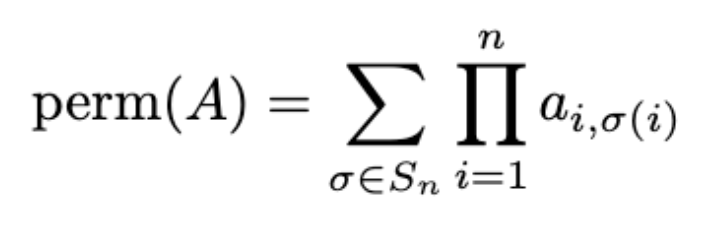 perm(A) = ∑_{σ∈S_n} ∏_{i=1}^{n} a_{i,σ(i)}